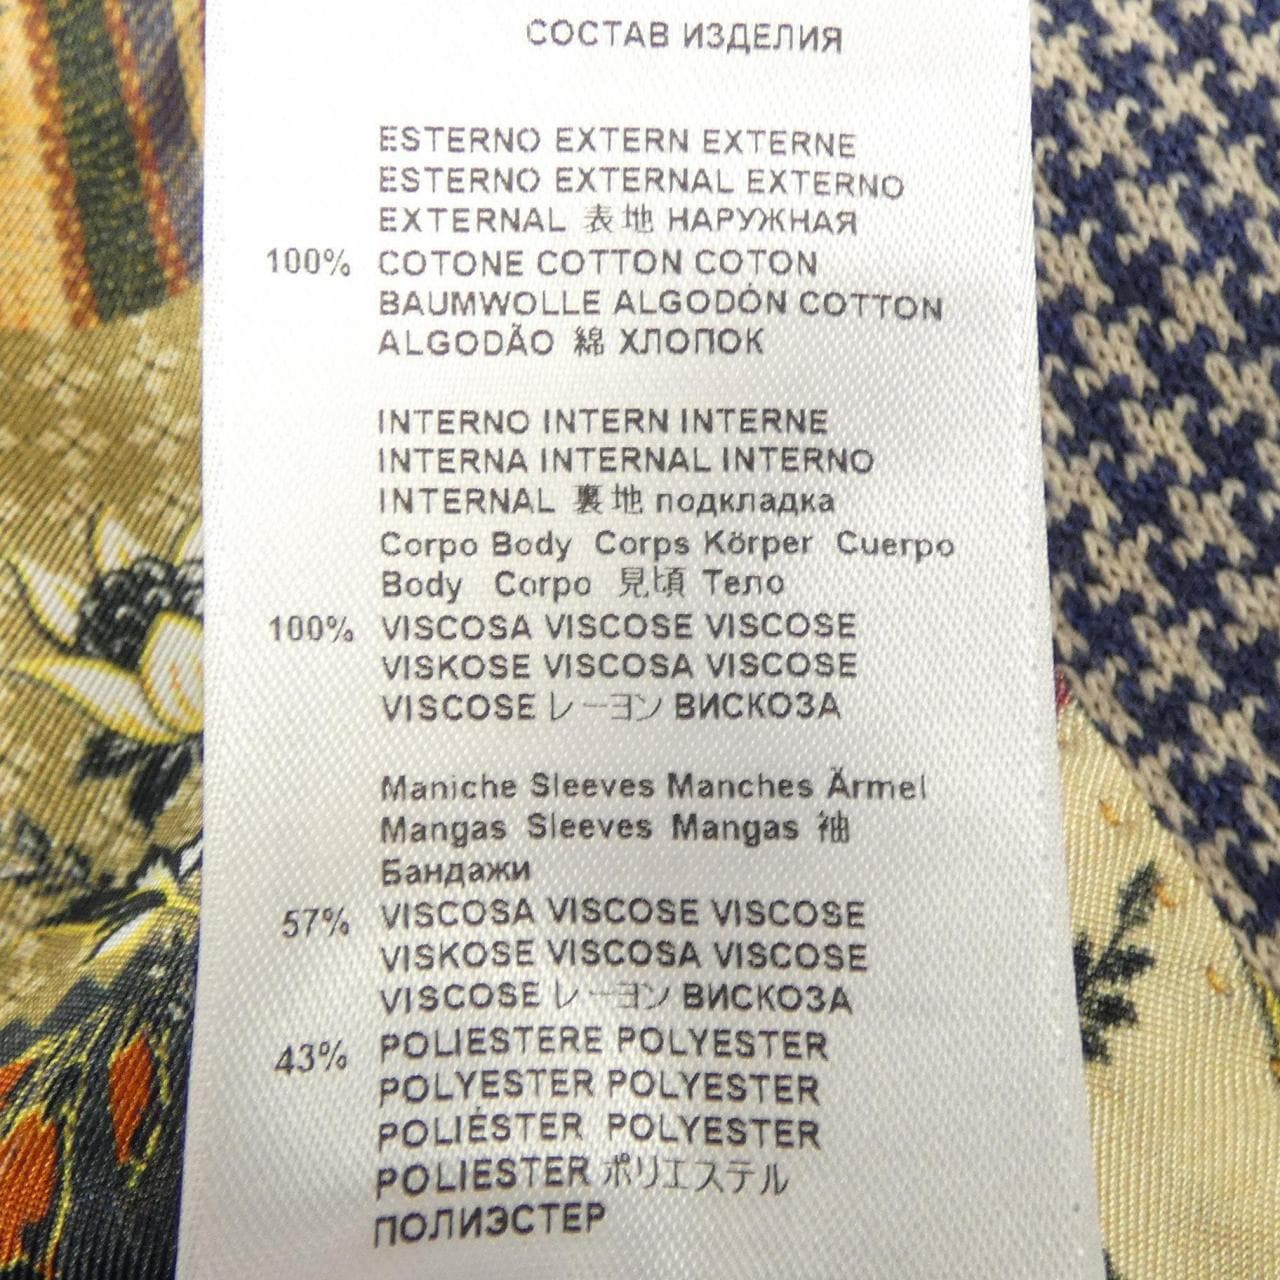 СОСТАВ ИЗДЕЛИЯ
ESTERNO EXTERN EXTERNE
ESTERNO EXTERNAL EXTERNO
EXTERNAL 表地 НАРУЖНАЯ
100% COTONE COTTON COTON
BAUMWOLLE ALGODÓN COTTON
ALGODÃO 綿 ХЛОПОК
INTERNO INTERN INTERNE
INTERNA INTERNAL INTERNO
INTERNAL 裏地 подкладка
Corpo Body Corps Körper Cuerpo
Body Corpo 見頃 Тело
100% VISCOSA VISCOSE VISCOSE
VISKOSE VISCOSA VISCOSE
VISCOSE レーヨン ВИСКОЗА
Maniche Sleeves Manches Ärmel
Mangas Sleeves Mangas 袖
Бандажи
57% VISCOSA VISCOSE VISCOSE
VISKOSE VISCOSA VISCOSE
VISCOSE レーヨン ВИСКОЗА
43% POLIESTERE POLYESTER
POLYESTER POLYESTER
POLIÉSTER POLYESTER
POLIESTER ポリエステル
ПОЛИЭСТЕР